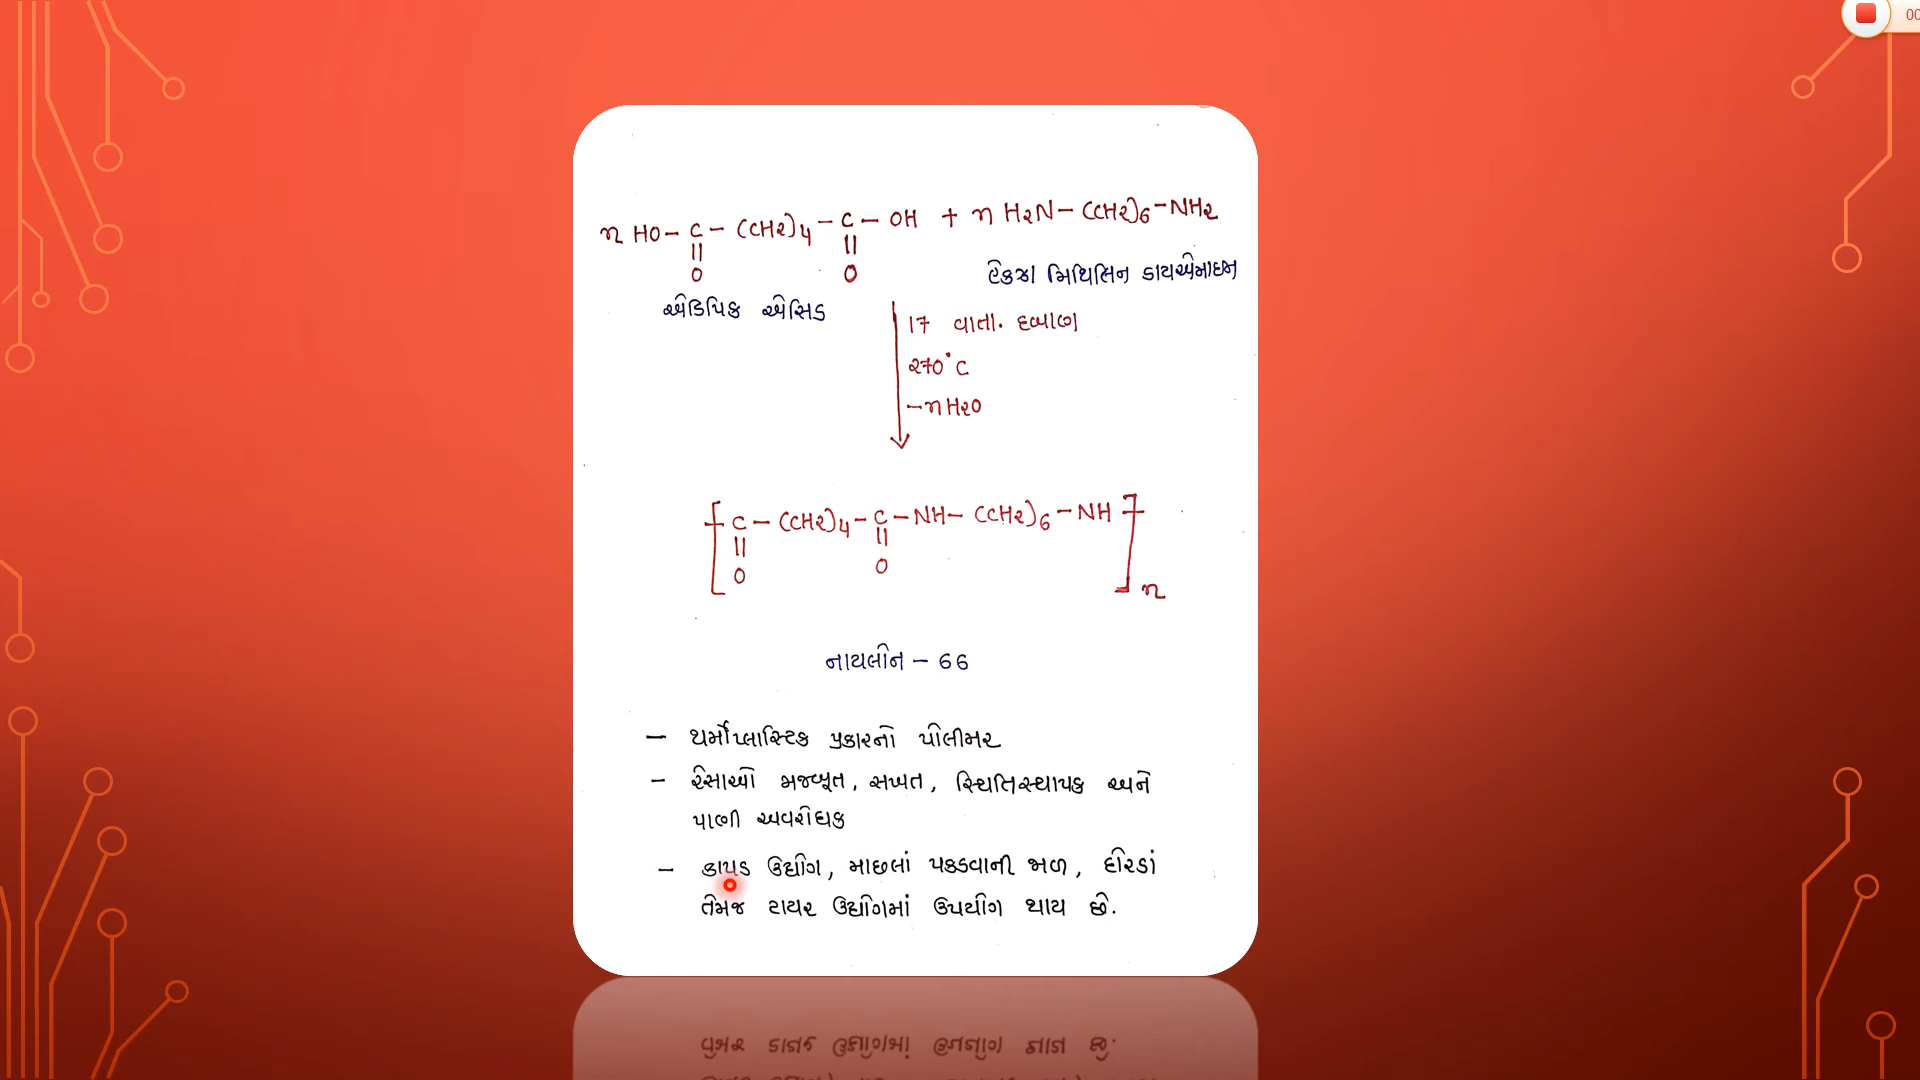 n HO - C - (CH2)4 - C - OH + n H2N - (CH2)6 - NH2
|| ||
O O
હેકઝા મિથિલિન ડાયએમાઇન
એડિપિક એસિડ
17 વાતા. દબાણ
270°C
- n H2O
[ C - (CH2)4 - C - NH - (CH2)6 - NH ]n
|| ||
O O
નાયલોન - 66
- થર્મોપ્લાસ્ટિક પ્રકારનો પોલીમર
- રેસાઓ મજબૂત, સખત, સ્થિતિસ્થાપક અને
પાણી અવરોધક
- કાપડ ઉદ્યોગ, માછલાં પકડવાની જાળ, દોરડાં
તેમજ ટાયર ઉદ્યોગમાં ઉપયોગ થાય છે.
00